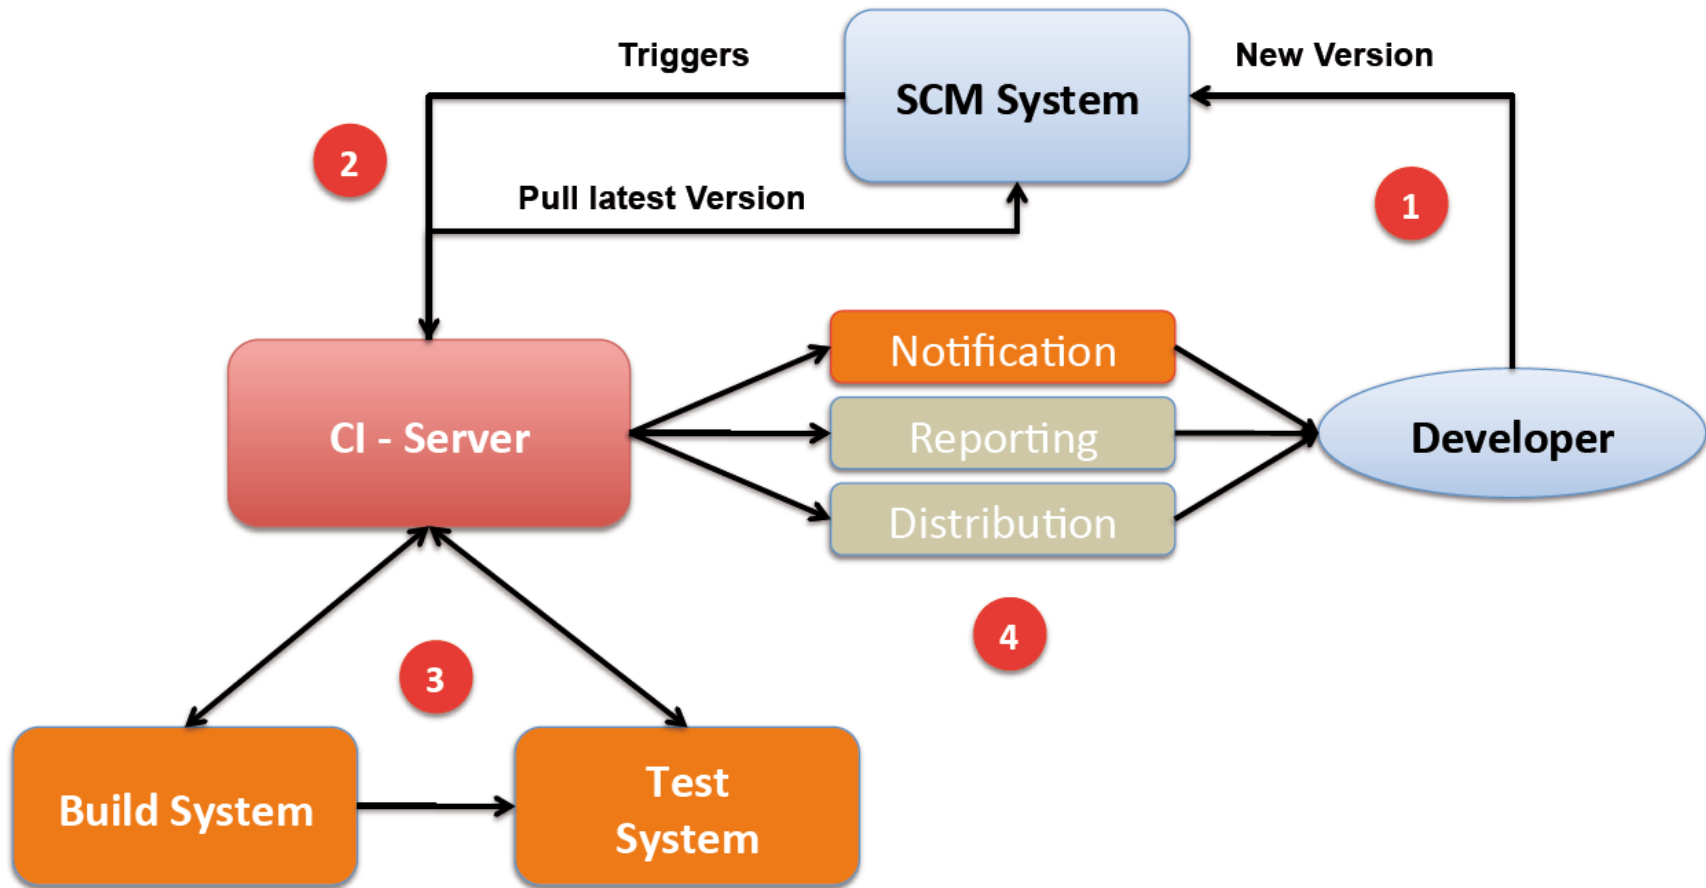 Triggers
SCM System
New Version
2
Pull latest Version
1
CI - Server
Notification
Reporting
Distribution
Developer
3
4
Build System
Test
System